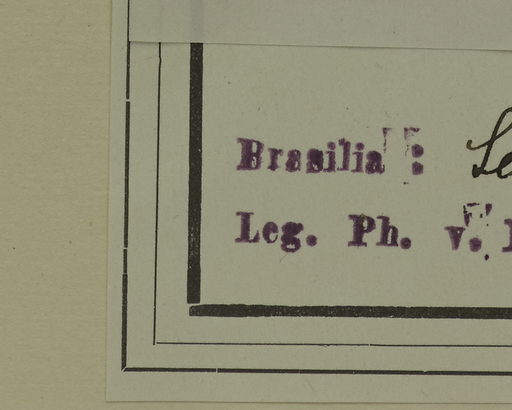 Brasilia :
Leg. Ph. v.